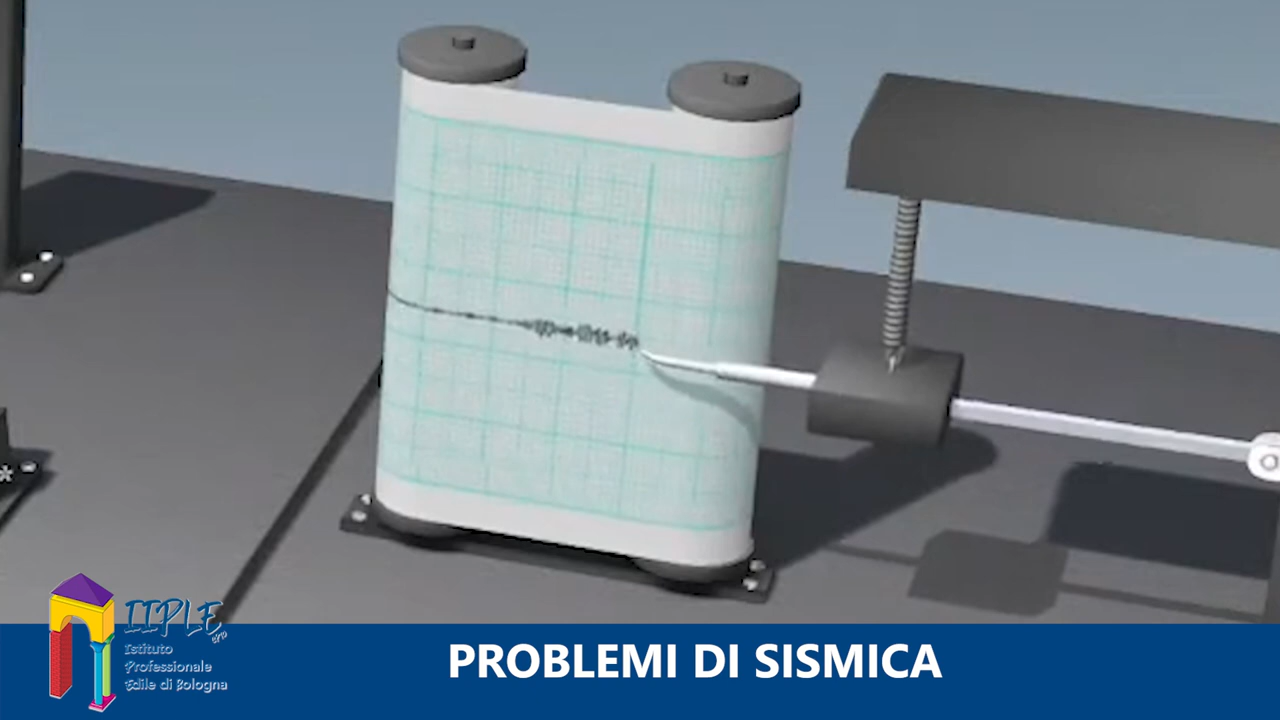 IIPLE
Istituto
Professionale
Edile di Bologna
PROBLEMI DI SISMICA